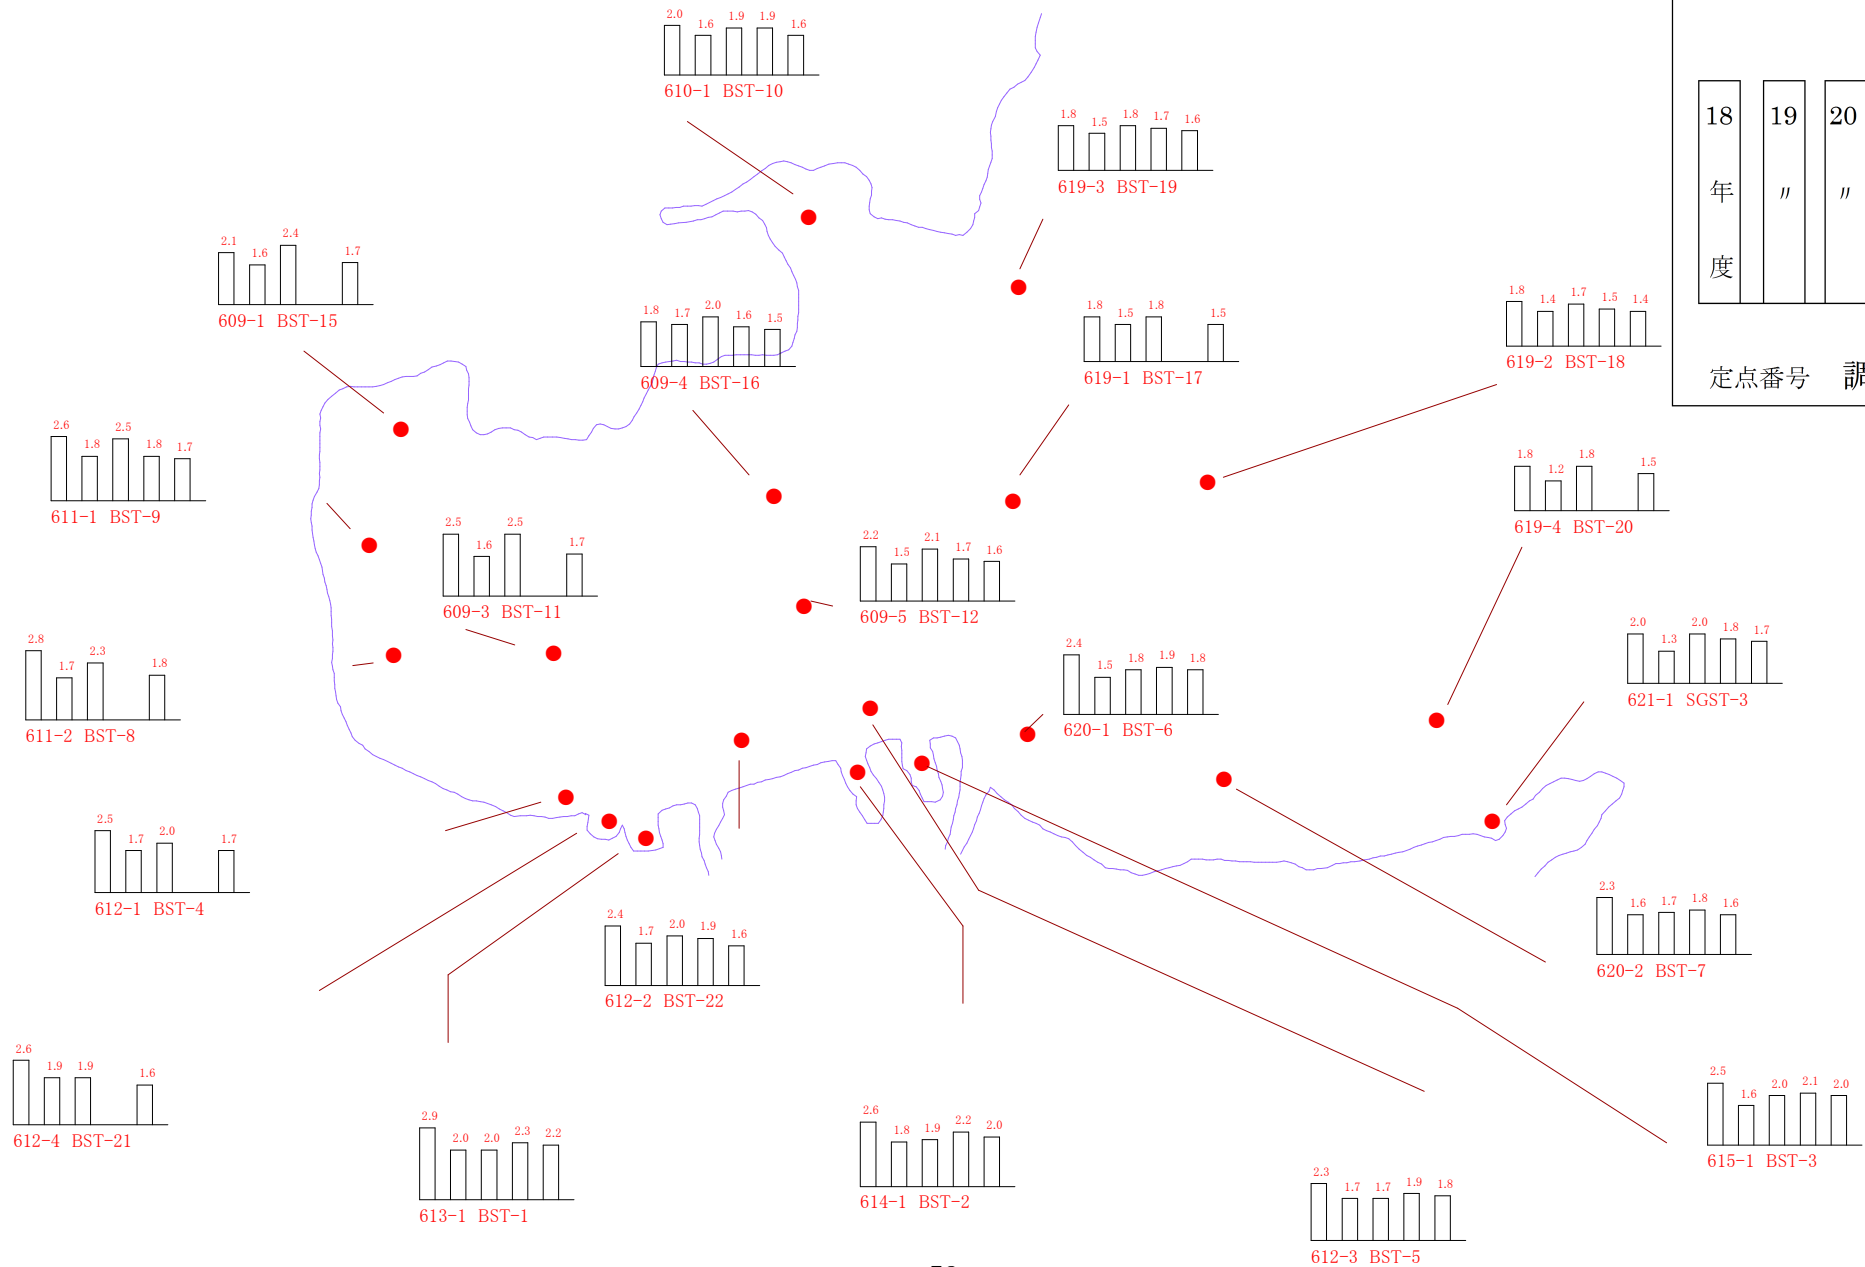 2.0 1.6 1.9 1.9 1.6
610-1 BST-10
1.8 1.5 1.8 1.7 1.6
619-3 BST-19
18 19 20
年 〃 〃
度
定点番号
2.1 1.6 2.4 1.7
609-1 BST-15
1.8 1.7 2.0 1.6 1.5
609-4 BST-16
1.8 1.5 1.8 1.5
619-1 BST-17
1.8 1.4 1.7 1.5 1.4
619-2 BST-18
2.6 1.8 2.5 1.8 1.7
611-1 BST-9
2.5 1.6 2.5 1.7
609-3 BST-11
2.2 1.5 2.1 1.7 1.6
609-5 BST-12
1.8 1.2 1.8 1.5
619-4 BST-20
2.8 1.7 2.3 1.8
611-2 BST-8
2.4 1.5 1.8 1.9 1.8
620-1 BST-6
2.0 1.3 2.0 1.8 1.7
621-1 SGST-3
2.5 1.7 2.0 1.7
612-1 BST-4
2.4 1.7 2.0 1.9 1.6
612-2 BST-22
2.3 1.6 1.7 1.8 1.6
620-2 BST-7
2.6 1.9 1.9 1.6
612-4 BST-21
2.9 2.0 2.0 2.3 2.2
613-1 BST-1
2.6 1.8 1.9 2.2 2.0
614-1 BST-2
2.5 1.6 2.0 2.1 2.0
615-1 BST-3
2.3 1.7 1.7 1.9 1.8
612-3 BST-5